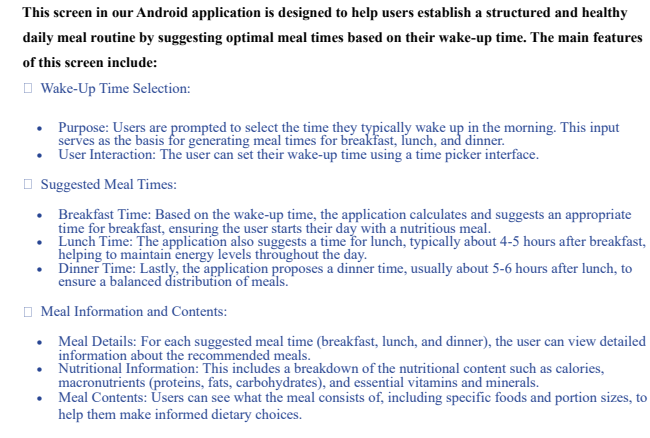 This screen in our Android application is designed to help users establish a structured and healthy
daily meal routine by suggesting optimal meal times based on their wake-up time. The main features
of this screen include:
Wake-Up Time Selection:
• Purpose: Users are prompted to select the time they typically wake up in the morning. This input
serves as the basis for generating meal times for breakfast, lunch, and dinner.
• User Interaction: The user can set their wake-up time using a time picker interface.
Suggested Meal Times:
• Breakfast Time: Based on the wake-up time, the application calculates and suggests an appropriate
time for breakfast, ensuring the user starts their day with a nutritious meal.
• Lunch Time: The application also suggests a time for lunch, typically about 4-5 hours after breakfast,
helping to maintain energy levels throughout the day.
• Dinner Time: Lastly, the application proposes a dinner time, usually about 5-6 hours after lunch, to
ensure a balanced distribution of meals.
Meal Information and Contents:
• Meal Details: For each suggested meal time (breakfast, lunch, and dinner), the user can view detailed
information about the recommended meals.
• Nutritional Information: This includes a breakdown of the nutritional content such as calories,
macronutrients (proteins, fats, carbohydrates), and essential vitamins and minerals.
• Meal Contents: Users can see what the meal consists of, including specific foods and portion sizes, to
help them make informed dietary choices.